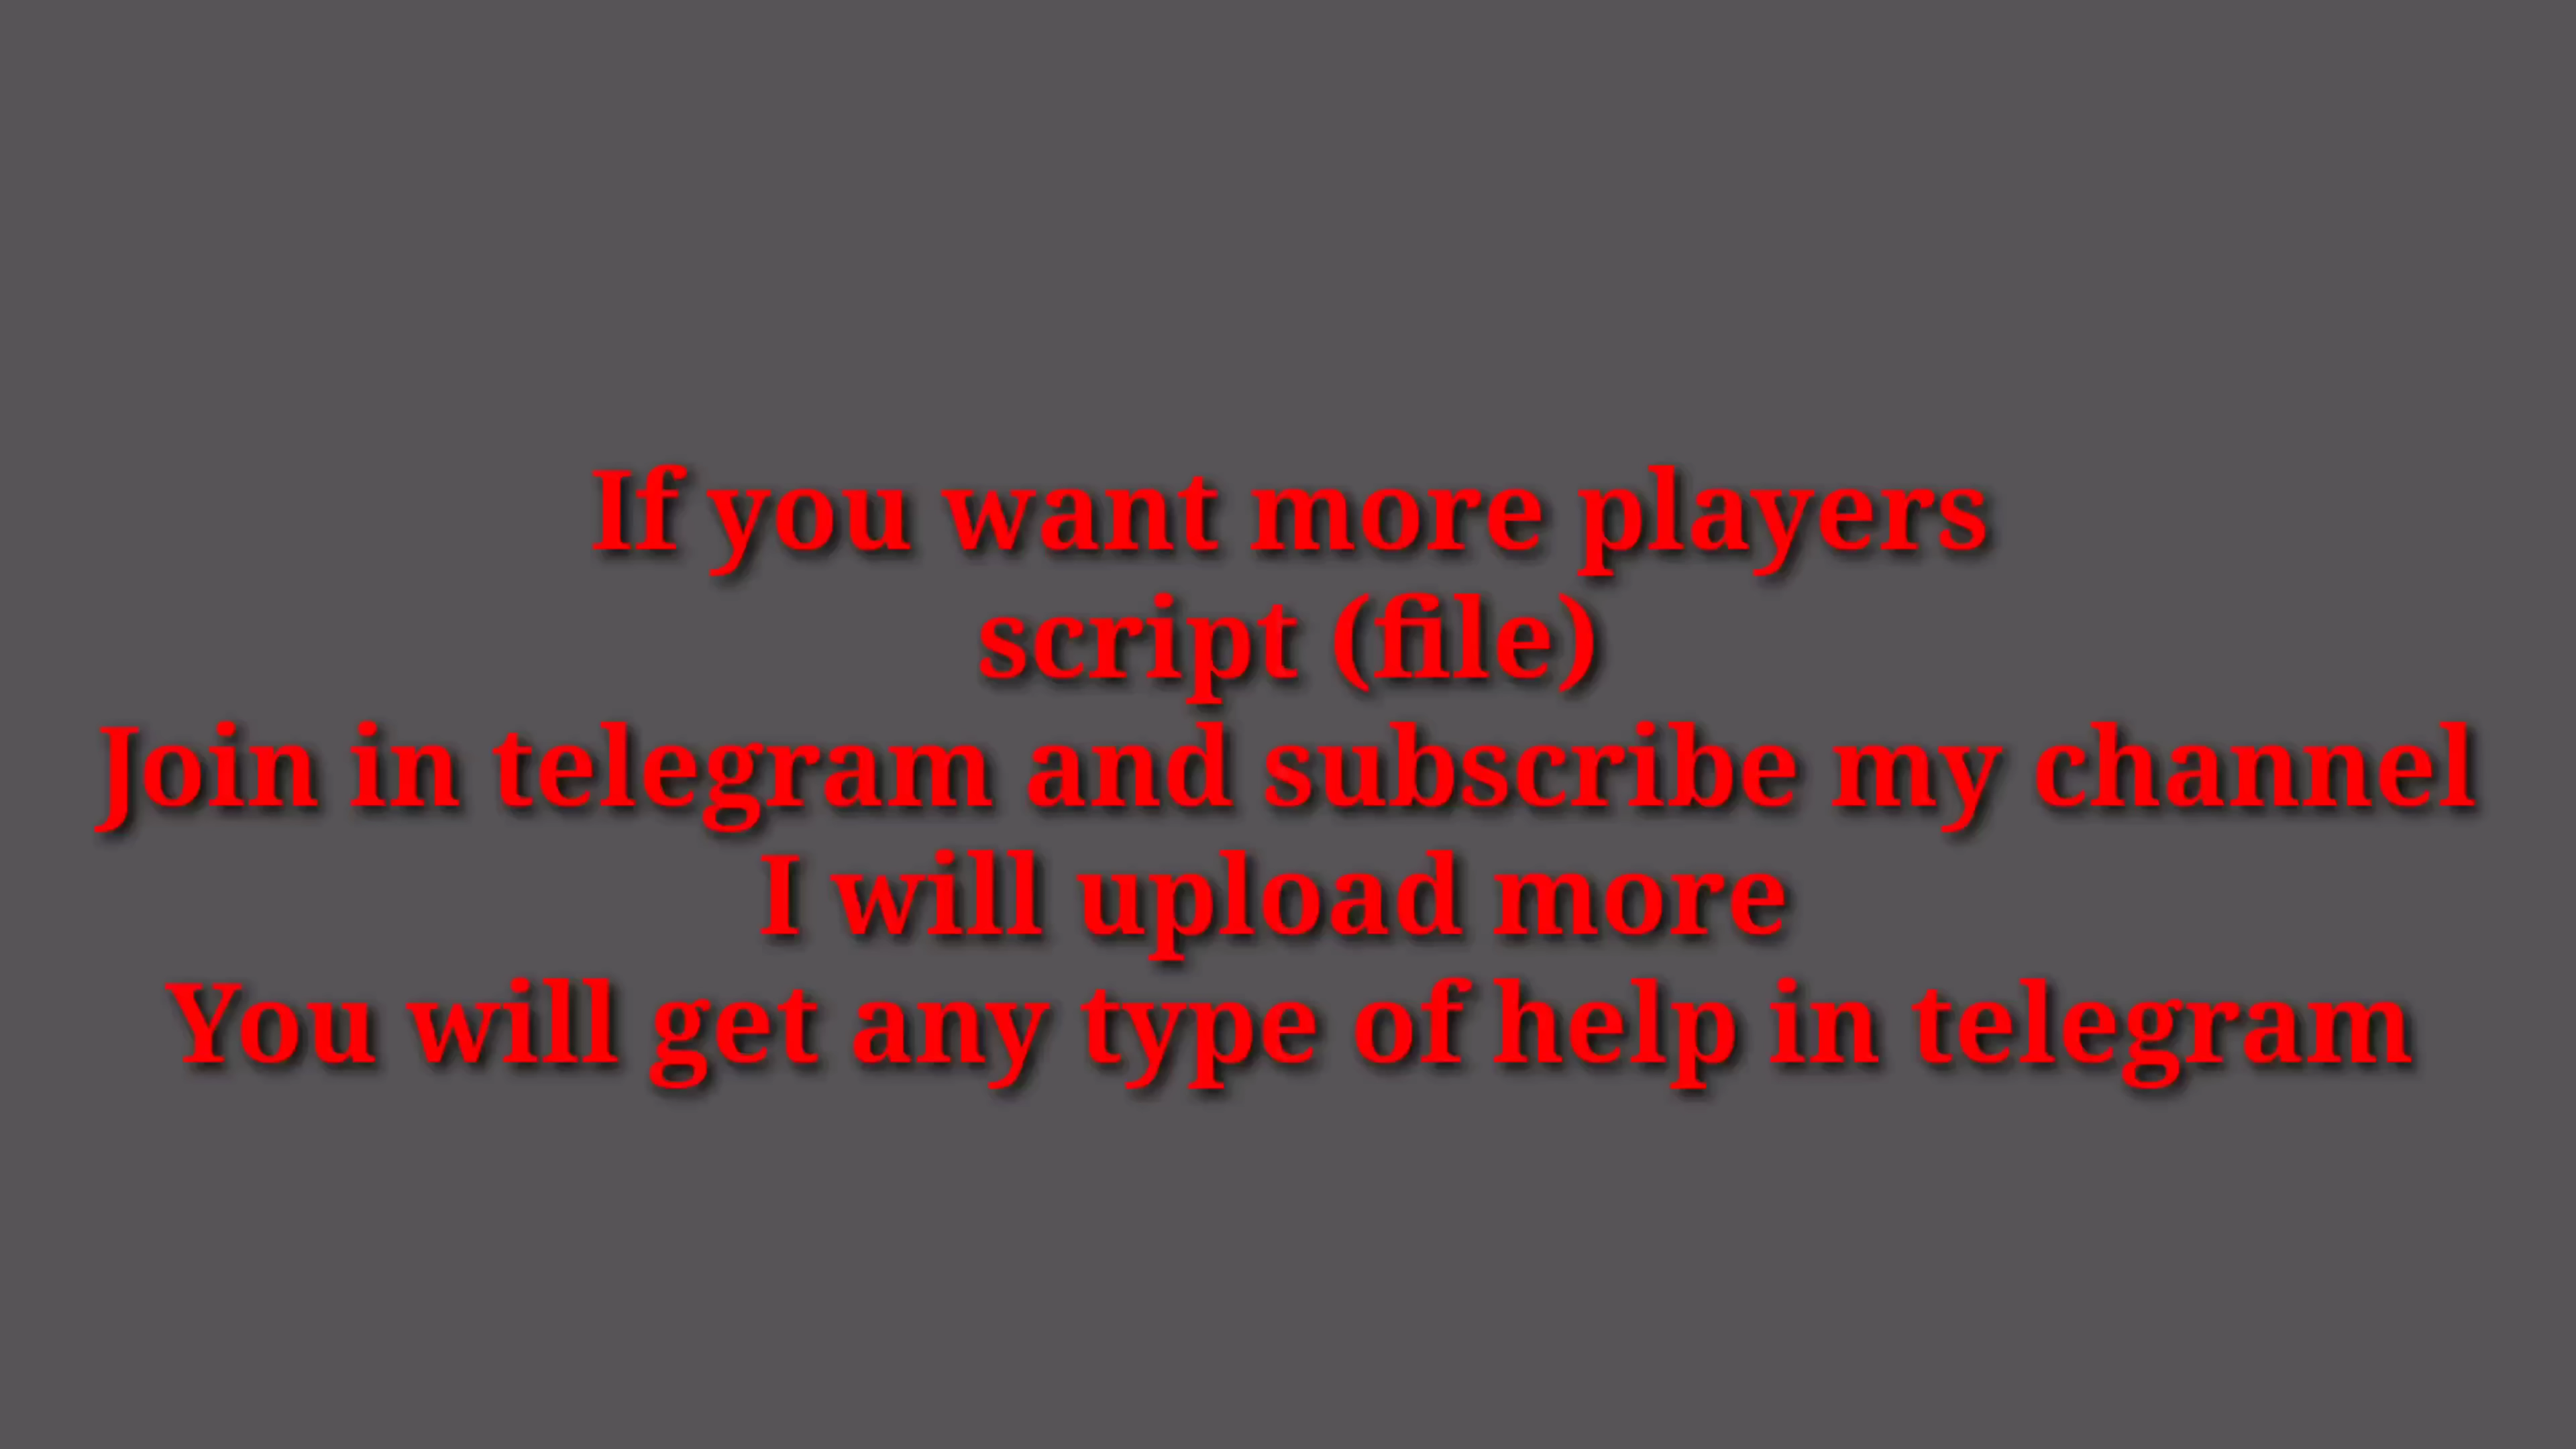 If you want more players
script (file)
Join in telegram and subscribe my channel
I will upload more
You will get any type of help in telegram